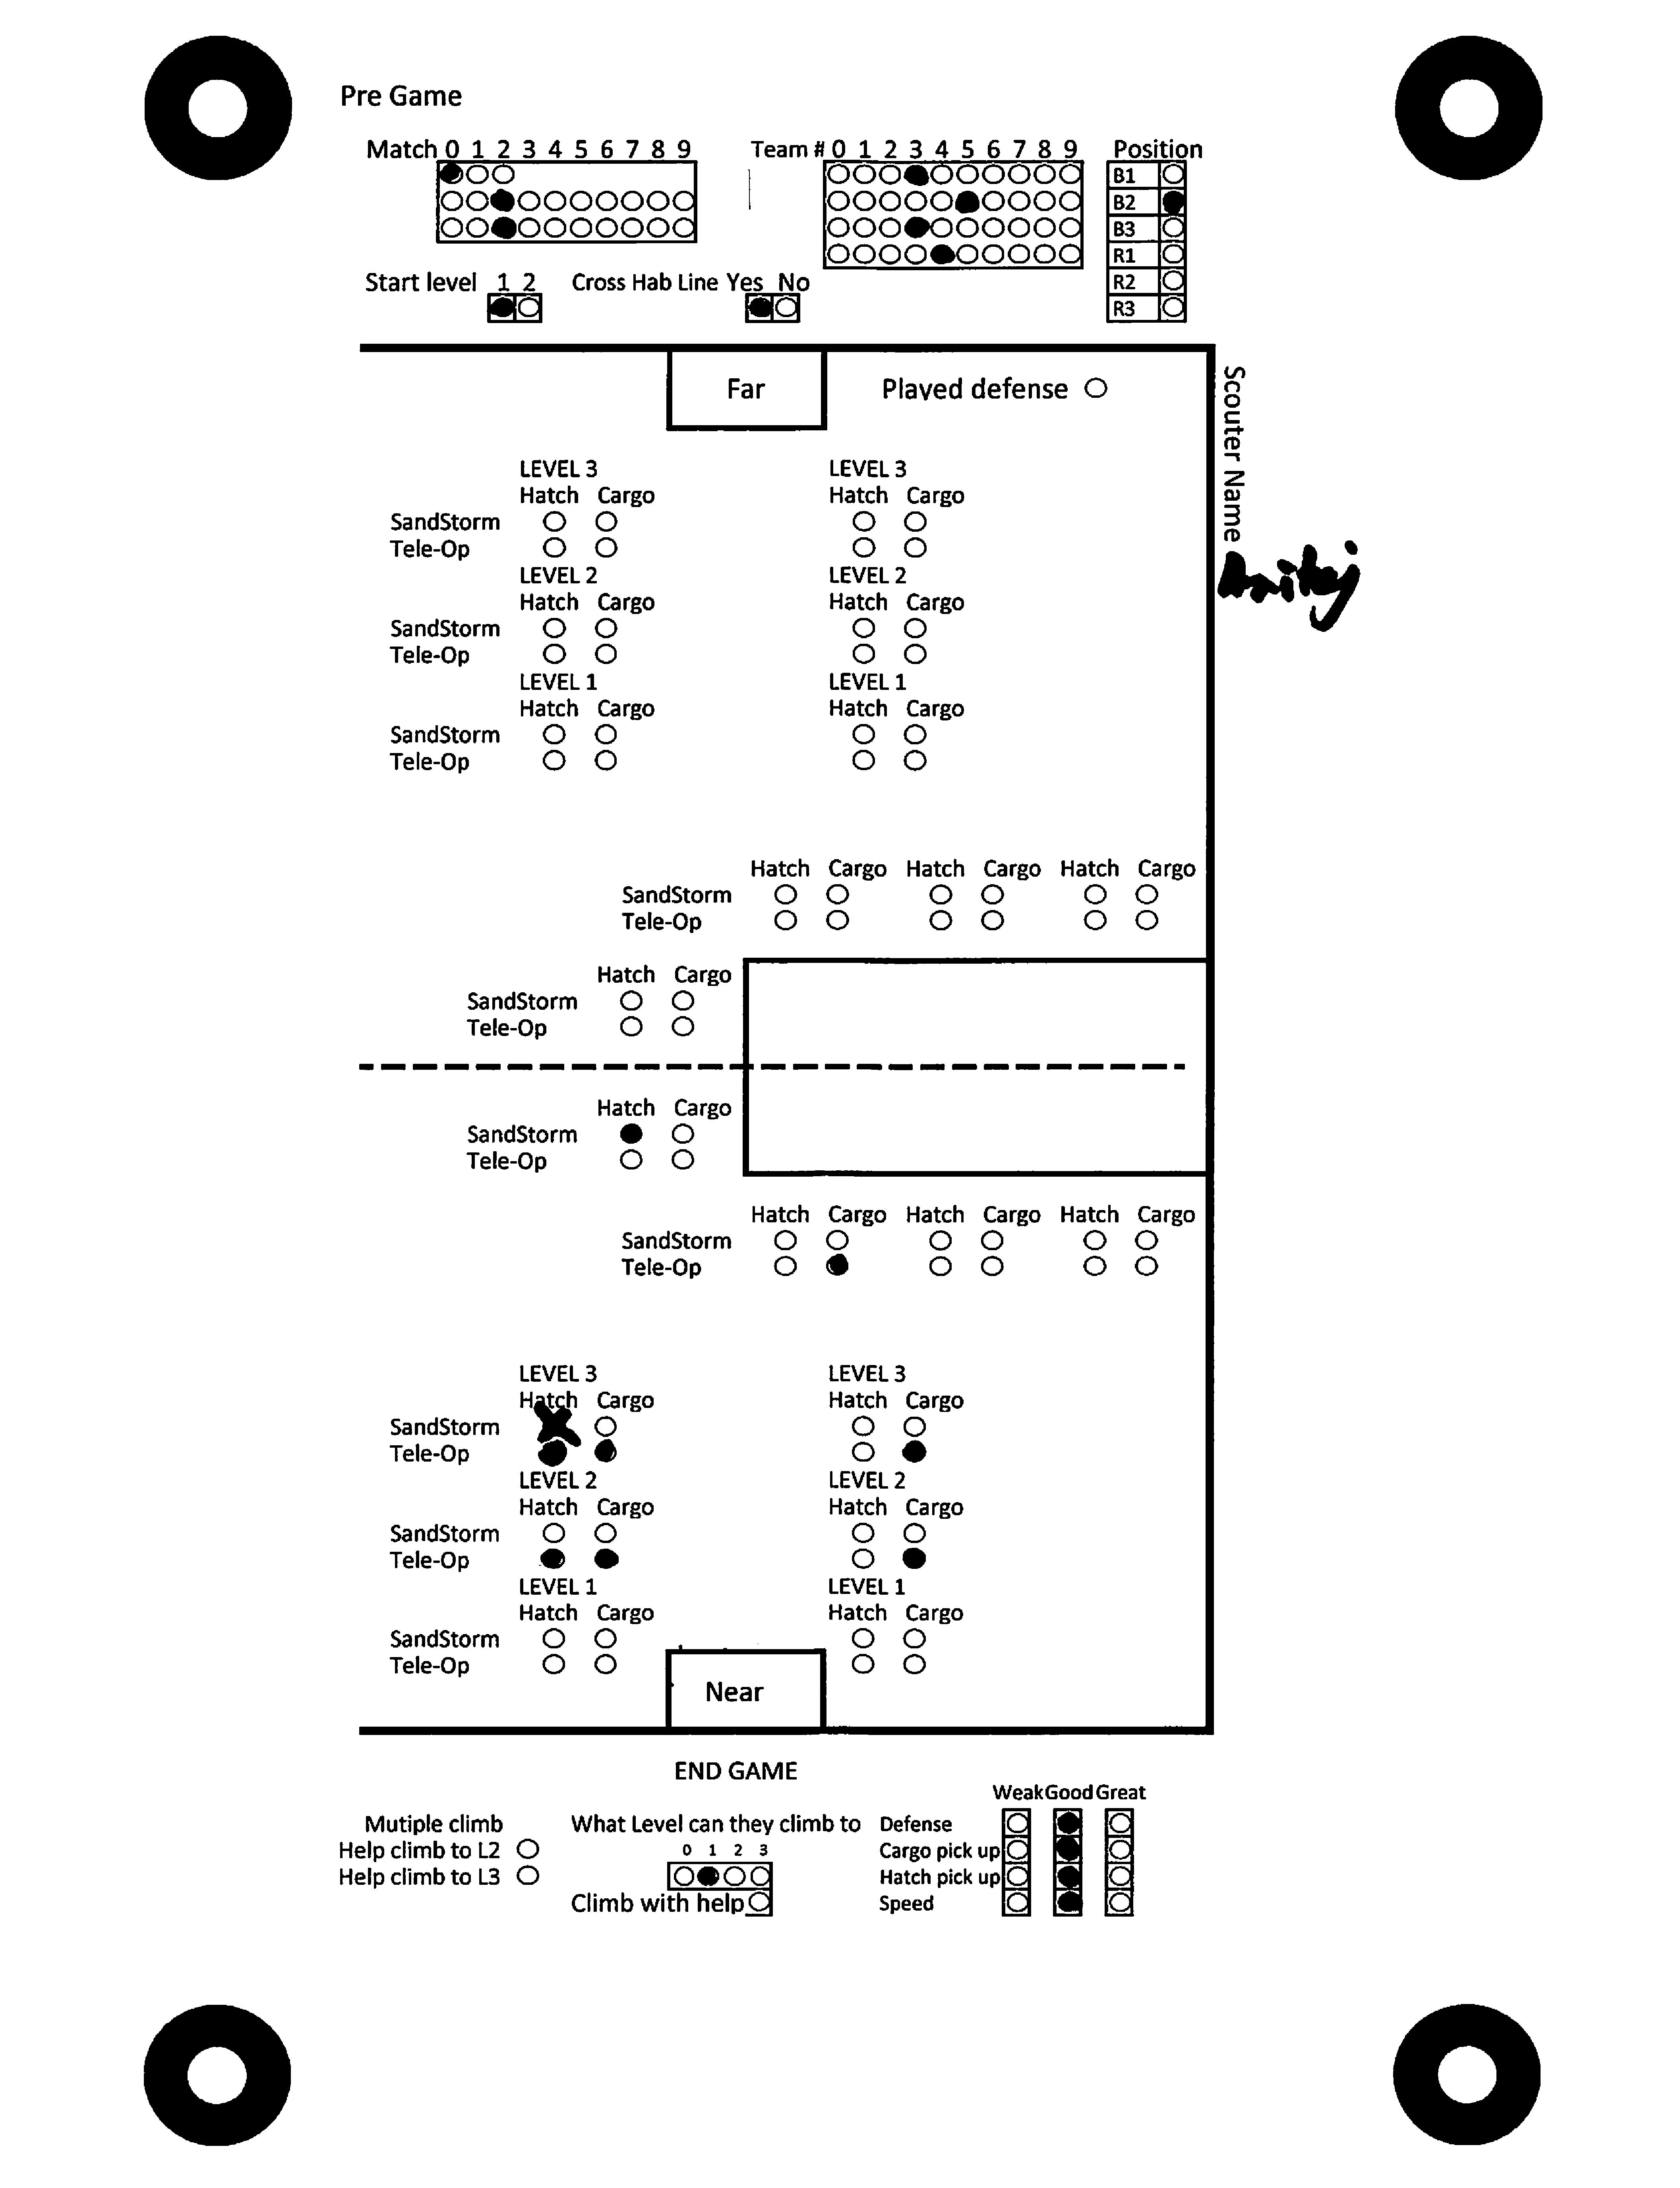 Pre Game
Match 0 1 2 3 4 5 6 7 8 9
Team # 0 1 2 3 4 5 6 7 8 9
Position
B1
B2
B3
R1
R2
R3
Start level 1 2
Cross Hab Line Yes No
Far
Played defense
Scouter Name
LEVEL 3 LEVEL 3
Hatch Cargo Hatch Cargo
SandStorm
Tele-Op
LEVEL 2 LEVEL 2
Hatch Cargo Hatch Cargo
SandStorm
Tele-Op
LEVEL 1 LEVEL 1
Hatch Cargo Hatch Cargo
SandStorm
Tele-Op
Hatch Cargo Hatch Cargo Hatch Cargo
SandStorm
Tele-Op
Hatch Cargo
SandStorm
Tele-Op
Hatch Cargo
SandStorm
Tele-Op
Hatch Cargo Hatch Cargo Hatch Cargo
SandStorm
Tele-Op
LEVEL 3 LEVEL 3
Hatch Cargo Hatch Cargo
SandStorm
Tele-Op
LEVEL 2 LEVEL 2
Hatch Cargo Hatch Cargo
SandStorm
Tele-Op
LEVEL 1 LEVEL 1
Hatch Cargo Hatch Cargo
SandStorm
Tele-Op
Near
END GAME
Mutiple climb
Help climb to L2
Help climb to L3
What Level can they climb to
0 1 2 3
Climb with help
Weak Good Great
Defense
Cargo pick up
Hatch pick up
Speed